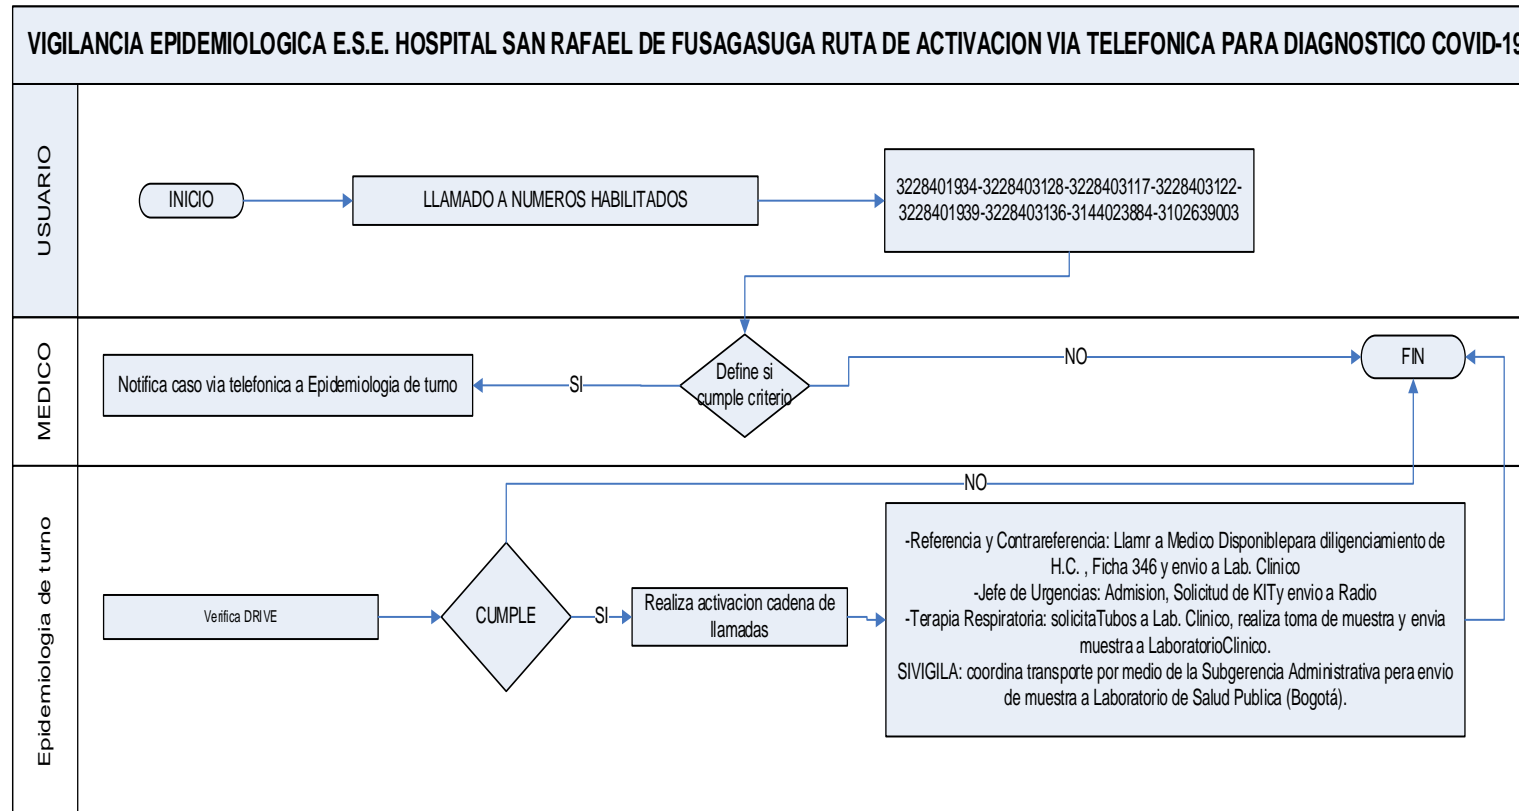 VIGILANCIA EPIDEMIOLOGICA E.S.E. HOSPITAL SAN RAFAEL DE FUSAGASUGA RUTA DE ACTIVACION VIA TELEFONICA PARA DIAGNOSTICO COVID-19
USUARIO
INICIO
LLAMADO A NUMEROS HABILITADOS
3228401934-3228403128-3228403117-3228403122-
3228401939-3228403136-3144023884-3102639003
MEDICO
Notifica caso via telefonica a Epidemiologia de turno
SI
Define si
cumple criterio
NO
FIN
Epidemiologia de turno
Verifica DRIVE
CUMPLE
NO
SI
Realiza activacion cadena de
llamadas
-Referencia y Contrareferencia: Llamr a Medico Disponiblepara diligenciamiento de
H.C. , Ficha 346 y envio a Lab. Clinico
-Jefe de Urgencias: Admision, Solicitud de KITy envio a Radio
-Terapia Respiratoria: solicitaTubos a Lab. Clinico, realiza toma de muestra y envia
muestra a LaboratorioClinico.
SIVIGILA: coordina transporte por medio de la Subgerencia Administrativa pera envio
de muestra a Laboratorio de Salud Publica (Bogotá).